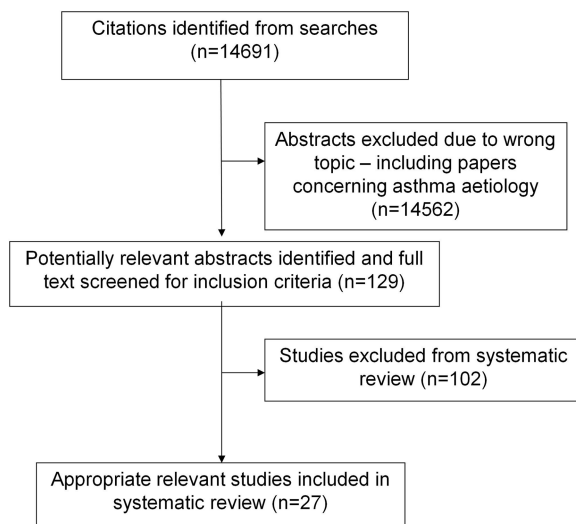 Citations identified from searches
(n=14691)
Abstracts excluded due to wrong
topic – including papers
concerning asthma aetiology
(n=14562)
Potentially relevant abstracts identified and full
text screened for inclusion criteria (n=129)
Studies excluded from systematic
review (n=102)
Appropriate relevant studies included in
systematic review (n=27)